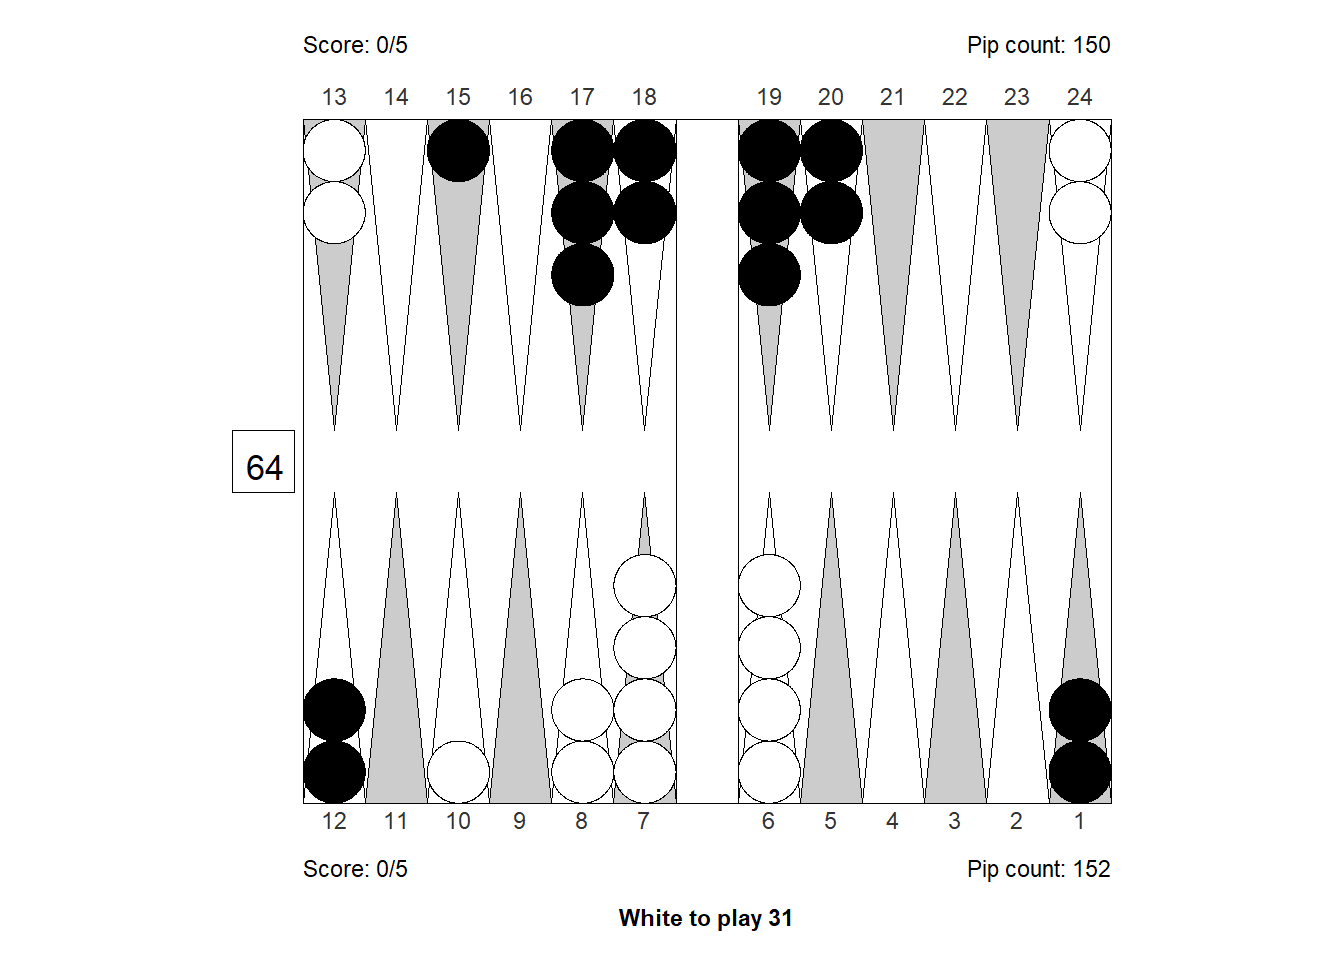 Score: 0/5 Pip count: 150
13 14 15 16 17 18 19 20 21 22 23 24
64
12 11 10 9 8 7 6 5 4 3 2 1
Score: 0/5 Pip count: 152
White to play 31